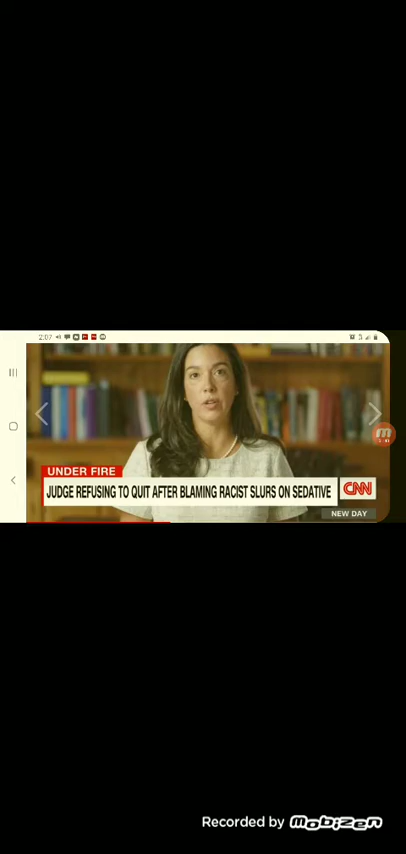 2:07
UNDER FIRE
JUDGE REFUSING TO QUIT AFTER BLAMING RACIST SLURS ON SEDATIVE
CNN
NEW DAY
Recorded by Mobizen